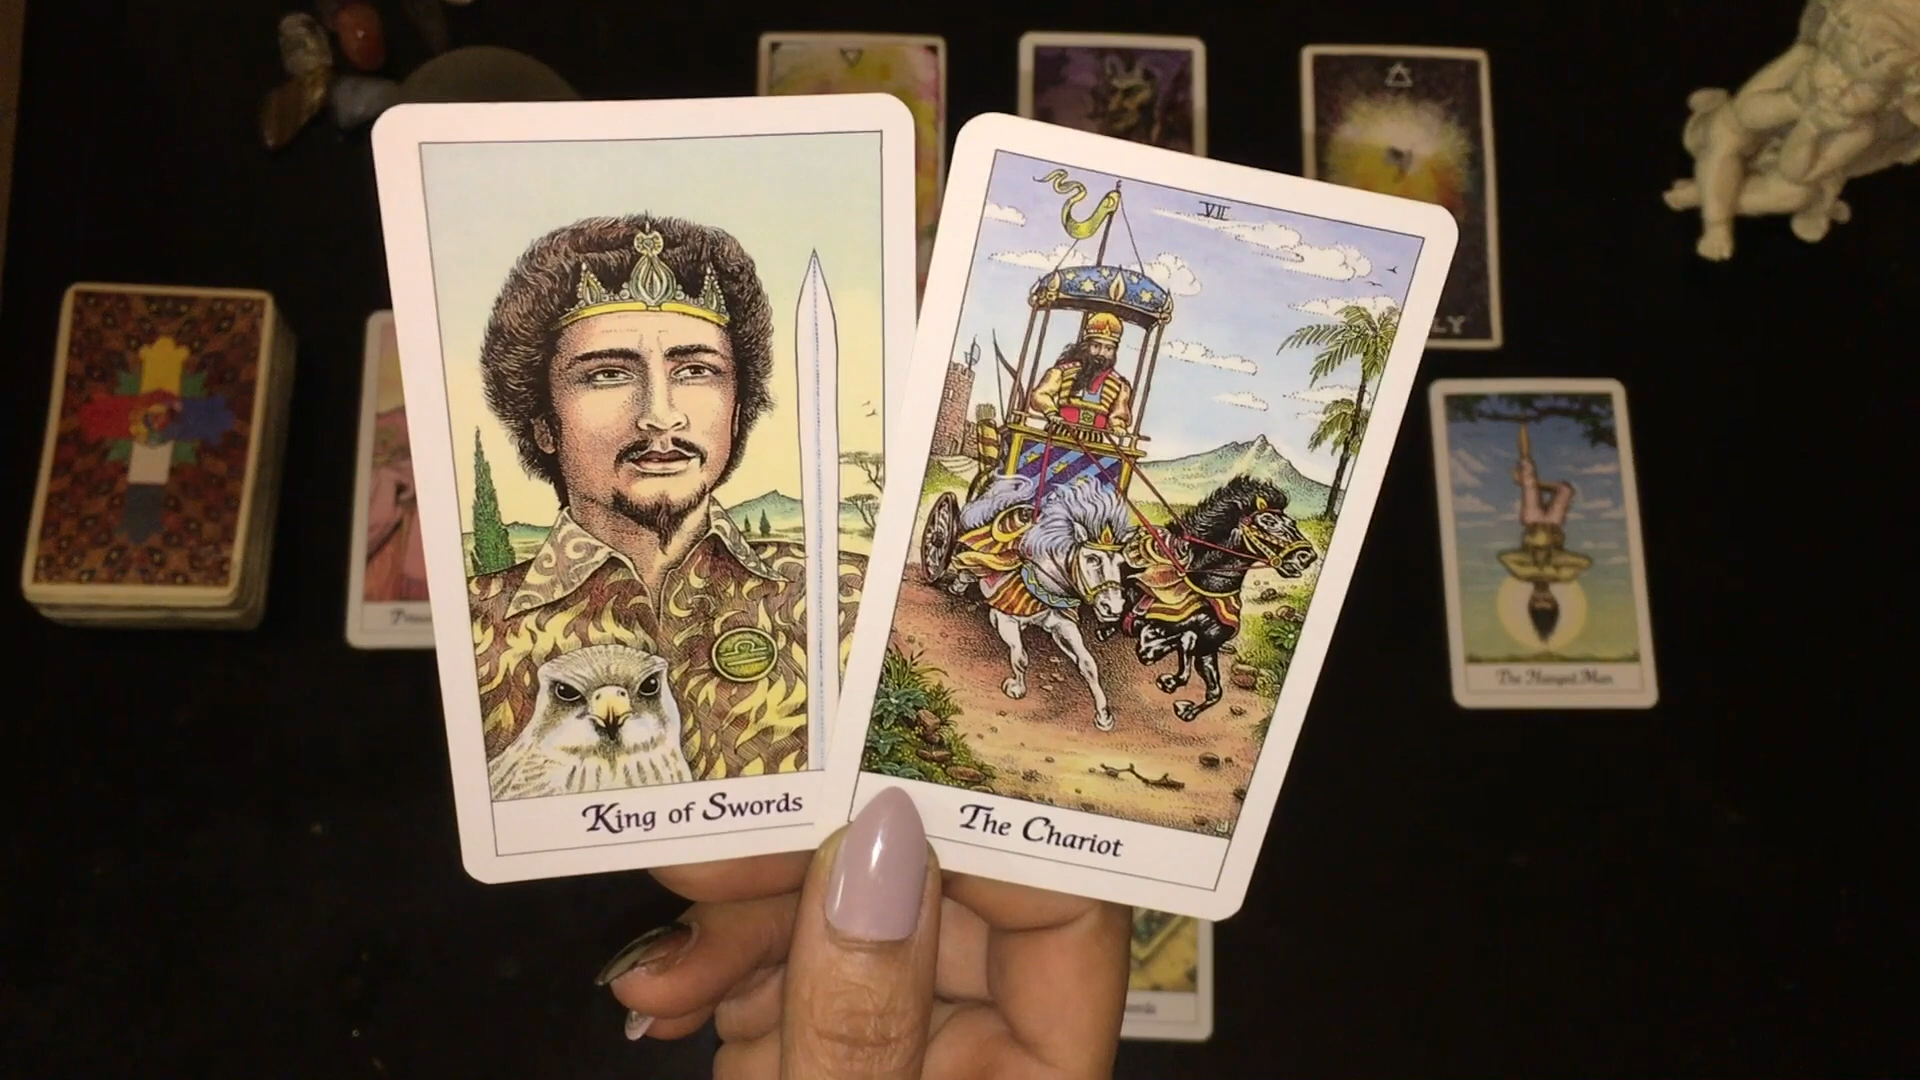 VII
King of Swords
The Chariot
The Hanged Man